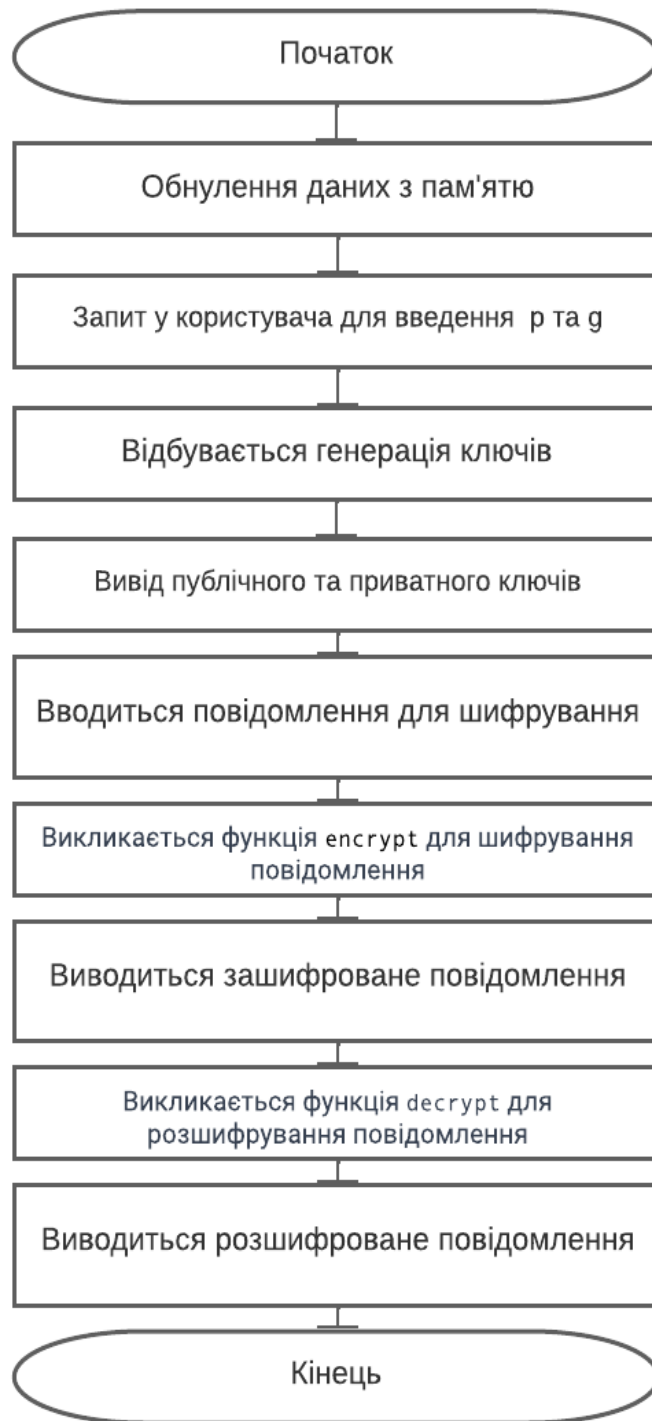 Початок
Обнулення даних з пам'ятю
Запит у користувача для введення p та g
Відбувається генерація ключів
Вивід публічного та приватного ключів
Вводиться повідомлення для шифрування
Викликається функція encrypt для шифрування
повідомлення
Виводиться зашифроване повідомлення
Викликається функція decrypt для
розшифрування повідомлення
Виводиться розшифроване повідомлення
Кінець